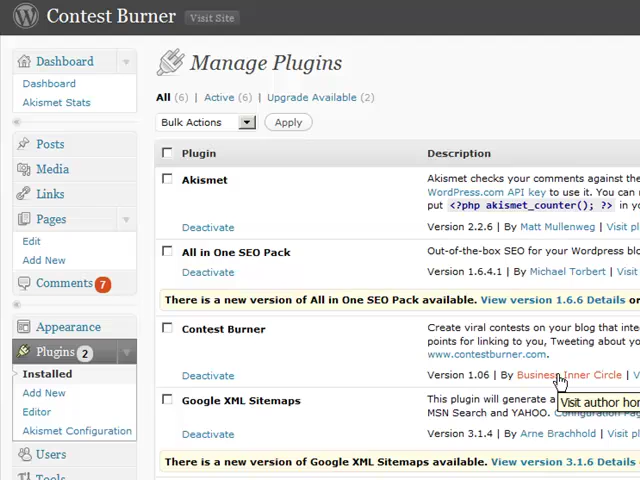 Contest Burner Visit Site
Dashboard
Dashboard
Akismet Stats
Posts
Media
Links
Pages
Edit
Add New
Comments 7
Appearance
Plugins 2
Installed
Add New
Editor
Akismet Configuration
Users
Tools
Manage Plugins
All (6) | Active (6) | Upgrade Available (2)
Bulk Actions Apply
Plugin Description
Akismet Akismet checks your comments against the
WordPress.com API key to use it. You can
put <?php akismet_counter(); ?> in
Deactivate Version 2.2.6 | By Matt Mullenweg | Visit
All in One SEO Pack Out-of-the-box SEO for your Wordpress
Deactivate Version 1.6.4.1 | By Michael Torbert | Visit
There is a new version of All in One SEO Pack available. View version 1.6.6 Details or
Contest Burner Create viral contests on your blog that
points for linking to you, Tweeting about
www.contestburner.com.
Deactivate Version 1.06 | By Business Inner Circle |
Visit author
Google XML Sitemaps This plugin will generate a
MSN Search and YAHOO. Configuration
Deactivate Version 3.1.4 | By Arne Brachhold | Visit
There is a new version of Google XML Sitemaps available. View version 3.1.6 Details